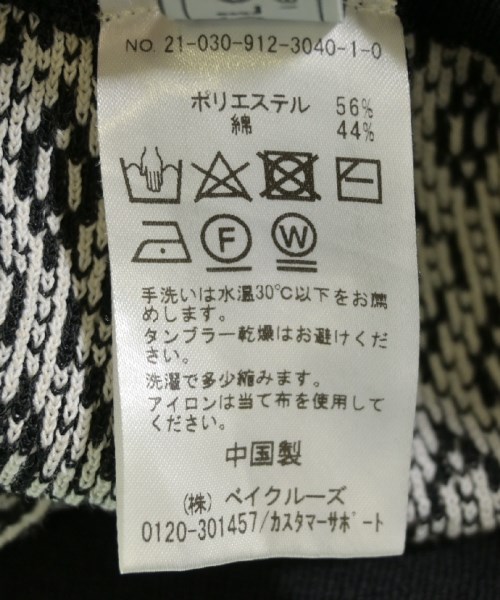 NO. 21-030-912-3040-1-0
ポリエステル 56%
綿 44%
F W
手洗いは水温30℃以下をお薦
めします。
タンブラー乾燥はお避けくだ
さい。
洗濯で多少縮みます。
アイロンは当て布を使用して
ください。
中国製
(株) ベイクルーズ
0120-301457/ｶｽﾀﾏｰｻﾎﾟｰﾄ